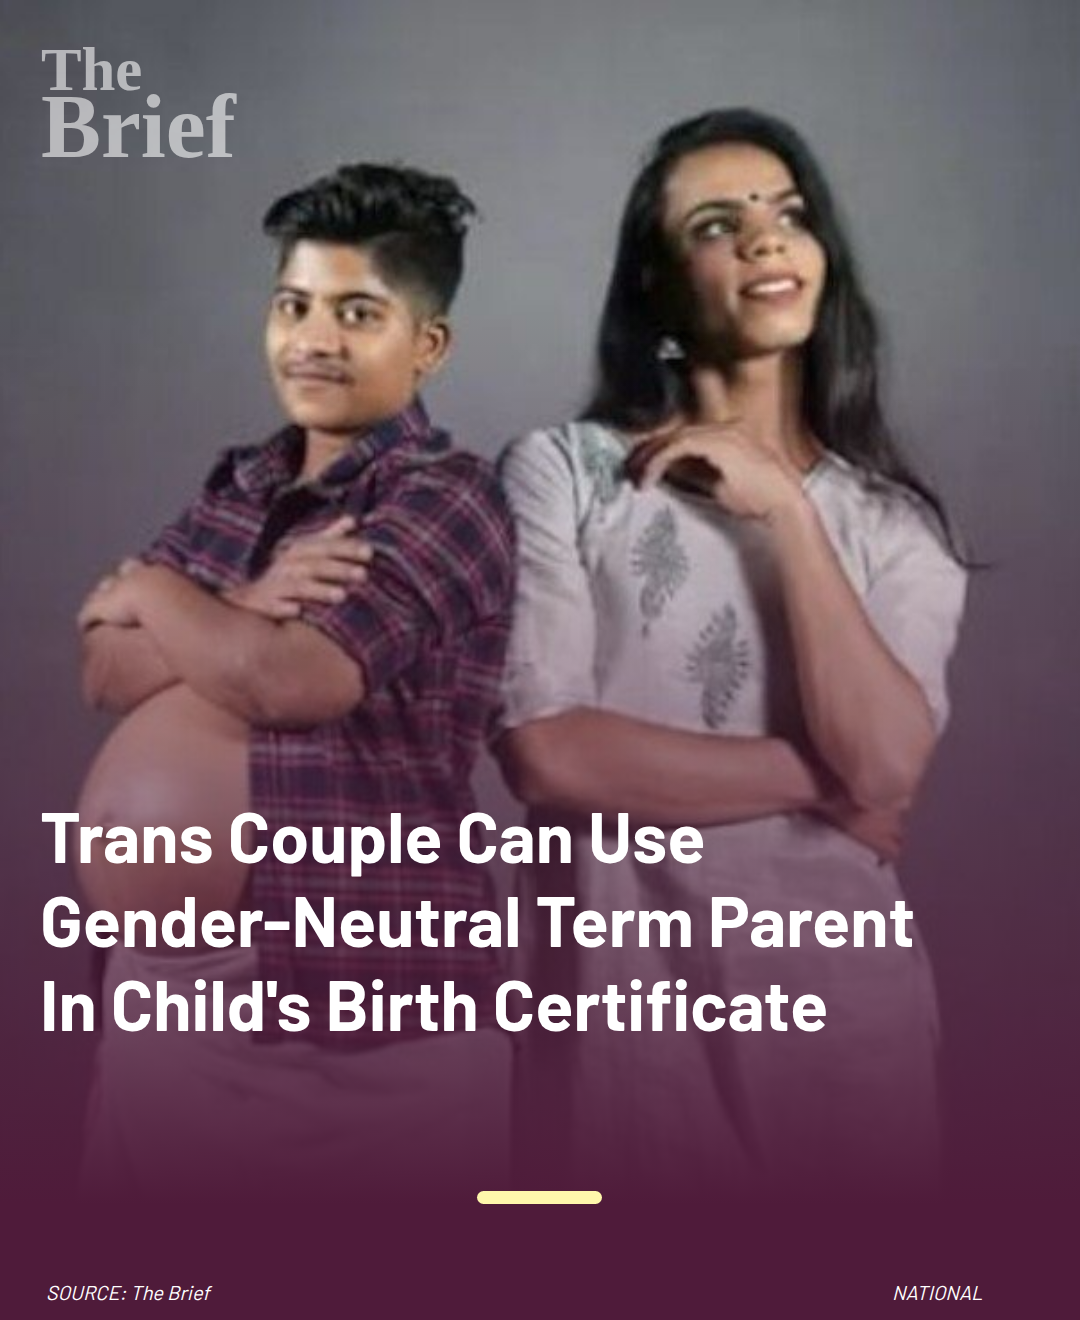 The
Brief
Trans Couple Can Use
Gender-Neutral Term Parent
In Child's Birth Certificate
SOURCE: The Brief
NATIONAL